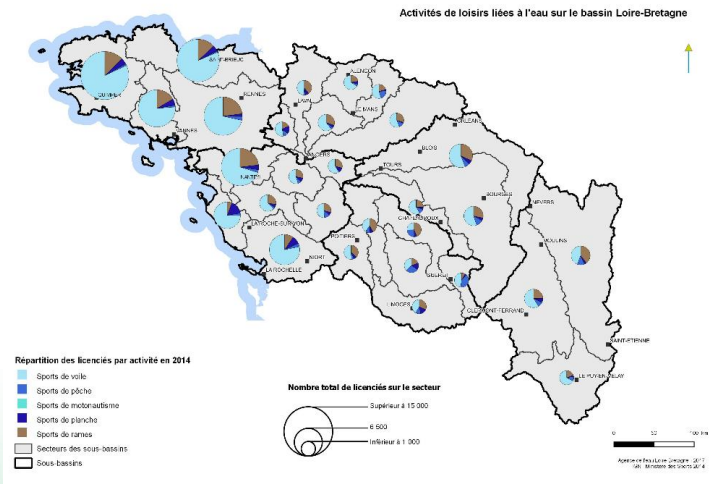 Activités de loisirs liées à l'eau sur le bassin Loire-Bretagne
SAINT-BRIEUC
ALENCON
QUIMPER
RENNES
LAVAL
LE MANS
VANNES
ORLEANS
BLOIS
ANGERS
TOURS
NANTES
BOURGES
NEVERS
CHATEAUROUX
LA ROCHE-SUR-YON
POITIERS
MOULINS
NIORT
LA ROCHELLE
GUERET
LIMOGES
CLERMONT-FERRAND
SAINT-ETIENNE
LE PUY-EN-VELAY
Répartition des licenciés par activité en 2014
Sports de voile
Sports de pêche
Sports de motonautisme
Sports de planche
Sports de rames
Secteurs des sous-bassins
Sous-bassins
Nombre total de licenciés sur le secteur
Supérieur à 15 000
6 500
Inférieur à 1 000
0 50 100 km
Agence de l'eau Loire Bretagne - 2017
IGN - Ministère des Sports 2014